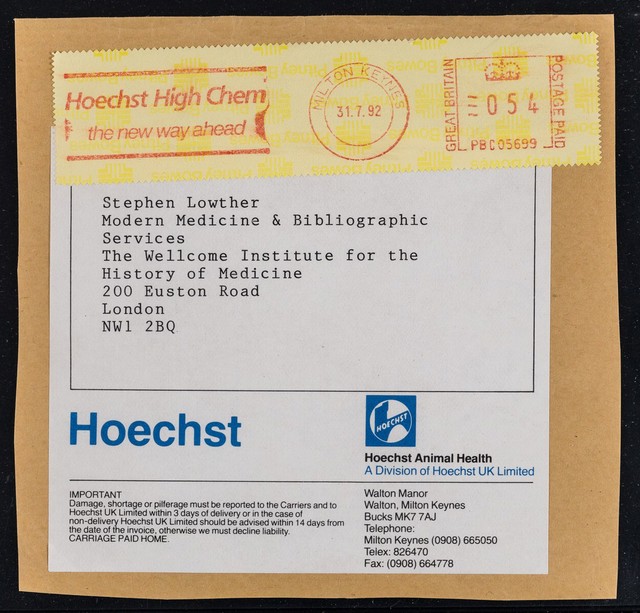 Hoechst High Chem
the new way ahead
MILTON KEYNES
31.7.92
GREAT BRITAIN
054
PBC05699
POSTAGE PAID
Stephen Lowther
Modern Medicine & Bibliographic
Services
The Wellcome Institute for the
History of Medicine
200 Euston Road
London
NW1 2BQ
Hoechst
HOECHST
Hoechst Animal Health
A Division of Hoechst UK Limited
IMPORTANT
Damage, shortage or pilferage must be reported to the Carriers and to
Hoechst UK Limited within 3 days of delivery or in the case of
non-delivery Hoechst UK Limited should be advised within 14 days from
the date of the invoice, otherwise we must decline liability.
CARRIAGE PAID HOME.
Walton Manor
Walton, Milton Keynes
Bucks MK7 7AJ
Telephone:
Milton Keynes (0908) 665050
Telex: 826470
Fax: (0908) 664778